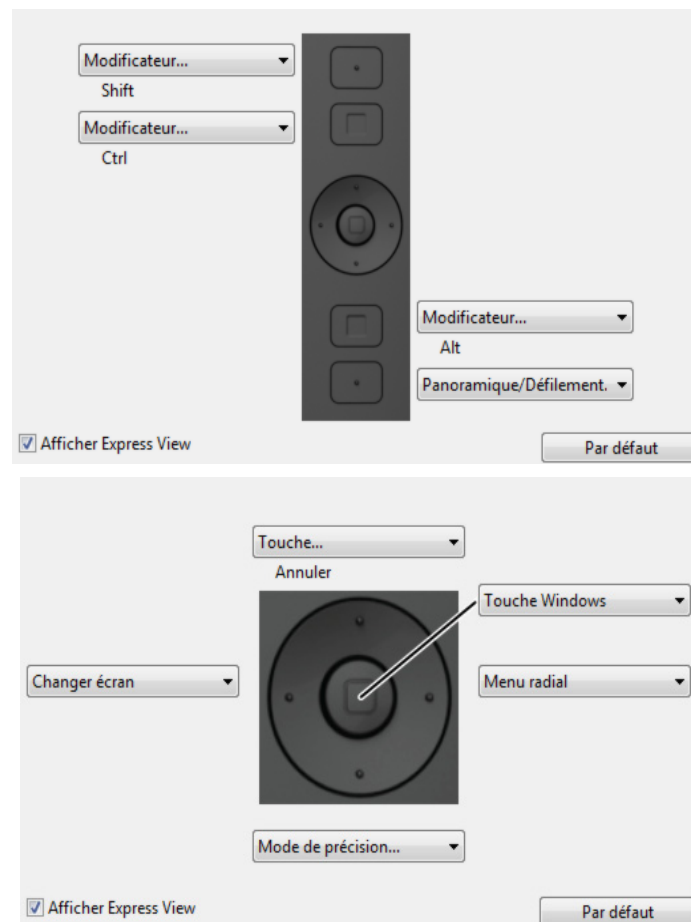 Modificateur...
Shift
Modificateur...
Ctrl
Modificateur...
Alt
Panoramique/Défilement.
Afficher Express View
Par défaut
Touche...
Annuler
Touche Windows
Changer écran
Menu radial
Mode de précision...
Afficher Express View
Par défaut